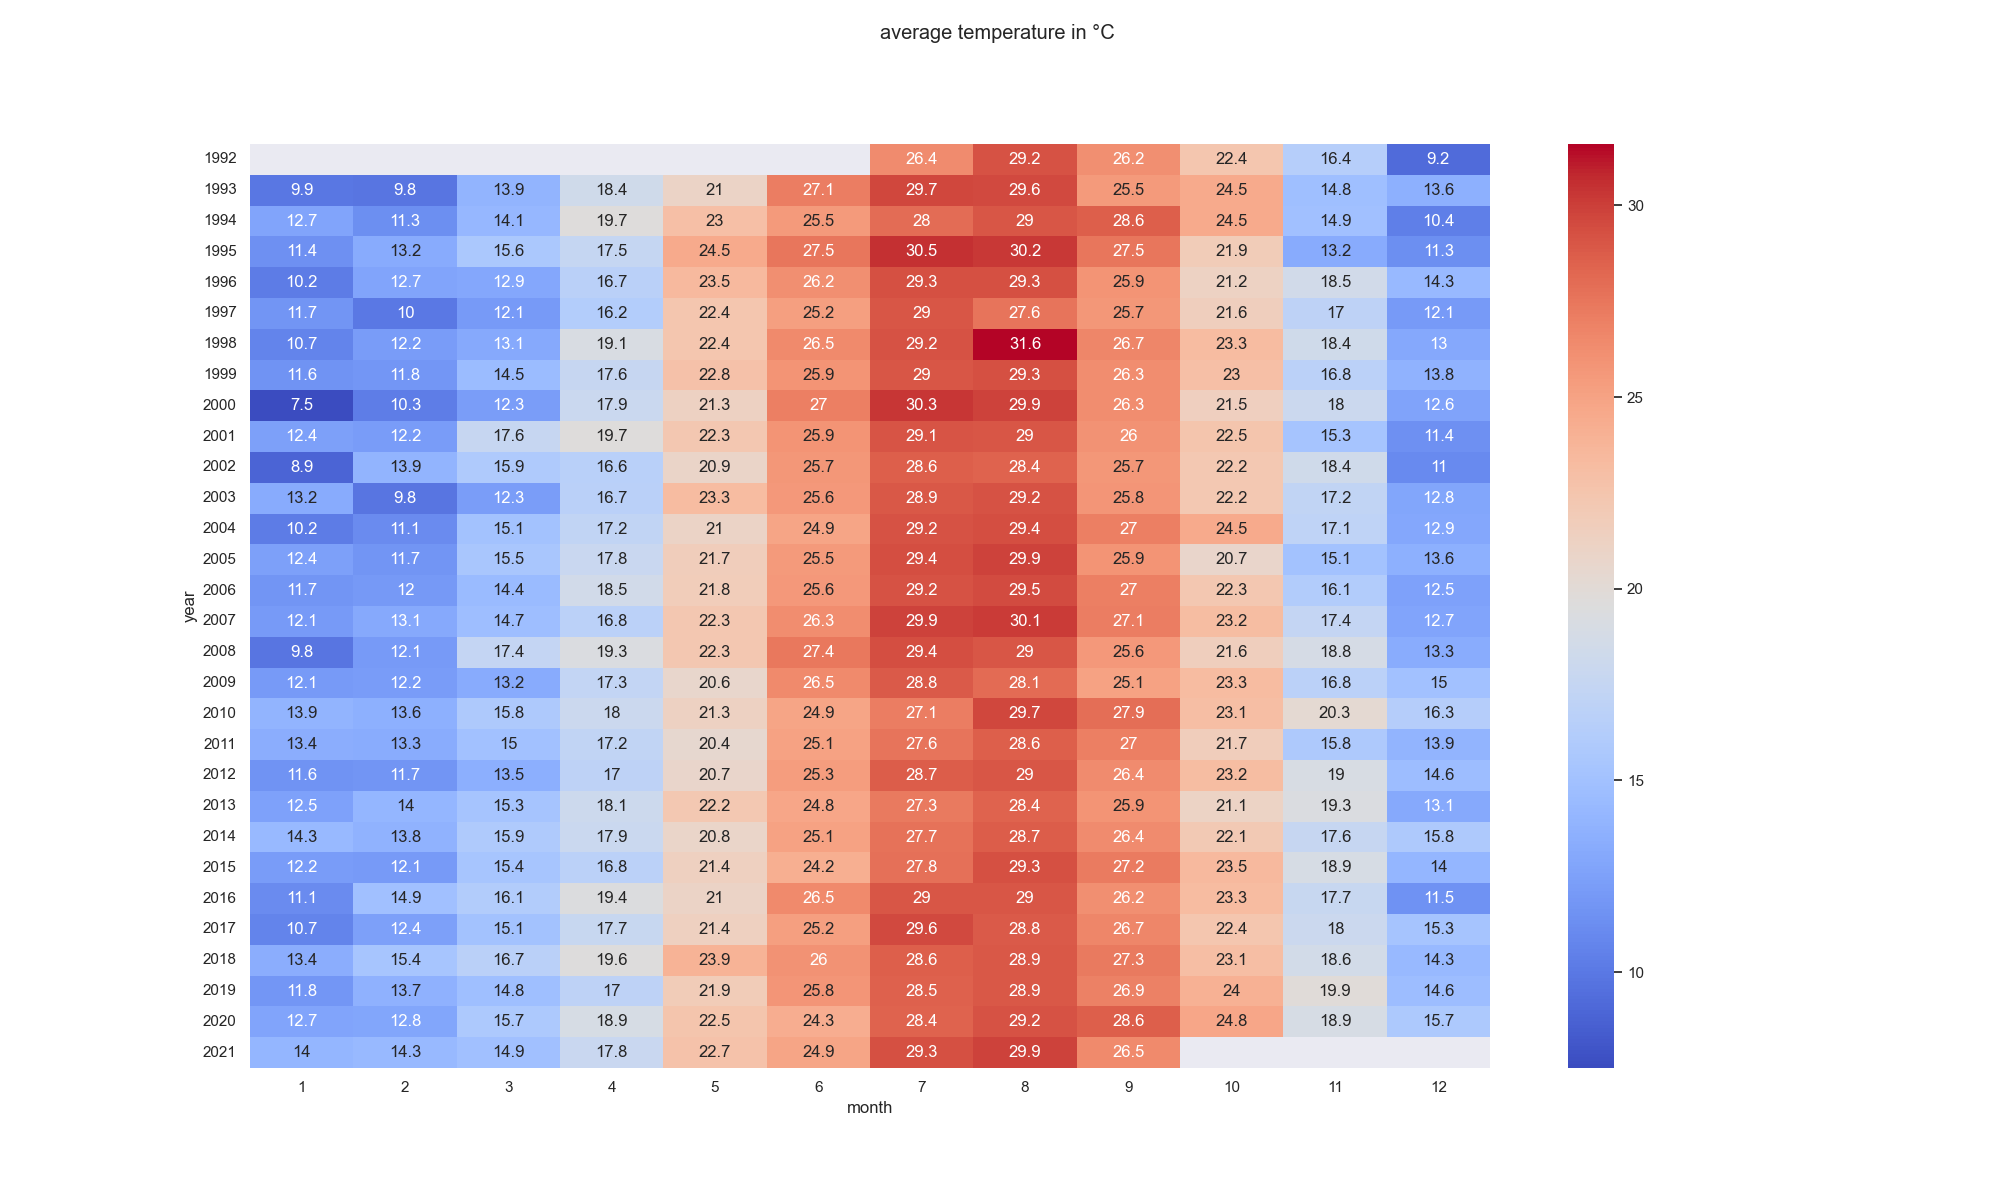 average temperature in °C
1992 26.4 29.2 26.2 22.4 16.4 9.2
1993 9.9 9.8 13.9 18.4 21 27.1 29.7 29.6 25.5 24.5 14.8 13.6
1994 12.7 11.3 14.1 19.7 23 25.5 28 29 28.6 24.5 14.9 10.4
1995 11.4 13.2 15.6 17.5 24.5 27.5 30.5 30.2 27.5 21.9 13.2 11.3
1996 10.2 12.7 12.9 16.7 23.5 26.2 29.3 29.3 25.9 21.2 18.5 14.3
1997 11.7 10 12.1 16.2 22.4 25.2 29 27.6 25.7 21.6 17 12.1
1998 10.7 12.2 13.1 19.1 22.4 26.5 29.2 31.6 26.7 23.3 18.4 13
1999 11.6 11.8 14.5 17.6 22.8 25.9 29 29.3 26.3 23 16.8 13.8
2000 7.5 10.3 12.3 17.9 21.3 27 30.3 29.9 26.3 21.5 18 12.6
2001 12.4 12.2 17.6 19.7 22.3 25.9 29.1 29 26 22.5 15.3 11.4
2002 8.9 13.9 15.9 16.6 20.9 25.7 28.6 28.4 25.7 22.2 18.4 11
2003 13.2 9.8 12.3 16.7 23.3 25.6 28.9 29.2 25.8 22.2 17.2 12.8
2004 10.2 11.1 15.1 17.2 21 24.9 29.2 29.4 27 24.5 17.1 12.9
2005 12.4 11.7 15.5 17.8 21.7 25.5 29.4 29.9 25.9 20.7 15.1 13.6
2006 11.7 12 14.4 18.5 21.8 25.6 29.2 29.5 27 22.3 16.1 12.5
2007 12.1 13.1 14.7 16.8 22.3 26.3 29.9 30.1 27.1 23.2 17.4 12.7
2008 9.8 12.1 17.4 19.3 22.3 27.4 29.4 29 25.6 21.6 18.8 13.3
2009 12.1 12.2 13.2 17.3 20.6 26.5 28.8 28.1 25.1 23.3 16.8 15
2010 13.9 13.6 15.8 18 21.3 24.9 27.1 29.7 27.9 23.1 20.3 16.3
2011 13.4 13.3 15 17.2 20.4 25.1 27.6 28.6 27 21.7 15.8 13.9
2012 11.6 11.7 13.5 17 20.7 25.3 28.7 29 26.4 23.2 19 14.6
2013 12.5 14 15.3 18.1 22.2 24.8 27.3 28.4 25.9 21.1 19.3 13.1
2014 14.3 13.8 15.9 17.9 20.8 25.1 27.7 28.7 26.4 22.1 17.6 15.8
2015 12.2 12.1 15.4 16.8 21.4 24.2 27.8 29.3 27.2 23.5 18.9 14
2016 11.1 14.9 16.1 19.4 21 26.5 29 29 26.2 23.3 17.7 11.5
2017 10.7 12.4 15.1 17.7 21.4 25.2 29.6 28.8 26.7 22.4 18 15.3
2018 13.4 15.4 16.7 19.6 23.9 26 28.6 28.9 27.3 23.1 18.6 14.3
2019 11.8 13.7 14.8 17 21.9 25.8 28.5 28.9 26.9 24 19.9 14.6
2020 12.7 12.8 15.7 18.9 22.5 24.3 28.4 29.2 28.6 24.8 18.9 15.7
2021 14 14.3 14.9 17.8 22.7 24.9 29.3 29.9 26.5
1 2 3 4 5 6 7 8 9 10 11 12
month
year
30
25
20
15
10